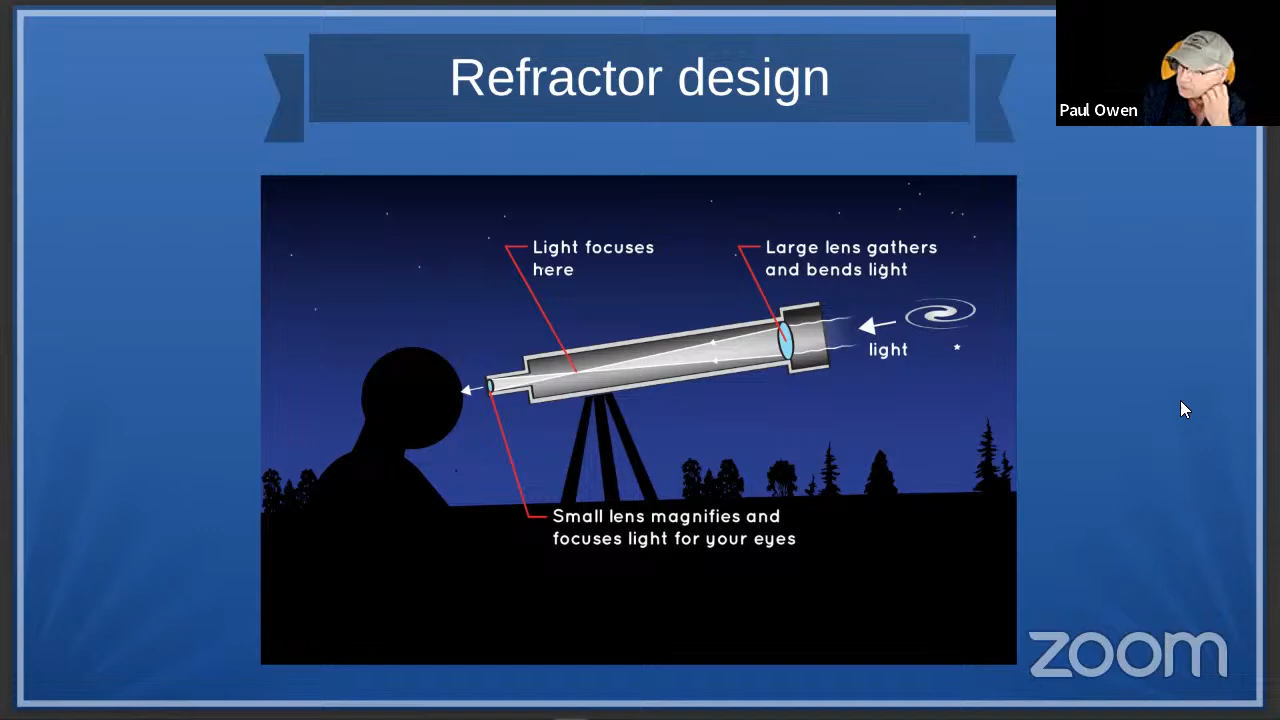 Refractor design
Paul Owen
Light focuses
here
Large lens gathers
and bends light
light
Small lens magnifies and
focuses light for your eyes
zoom